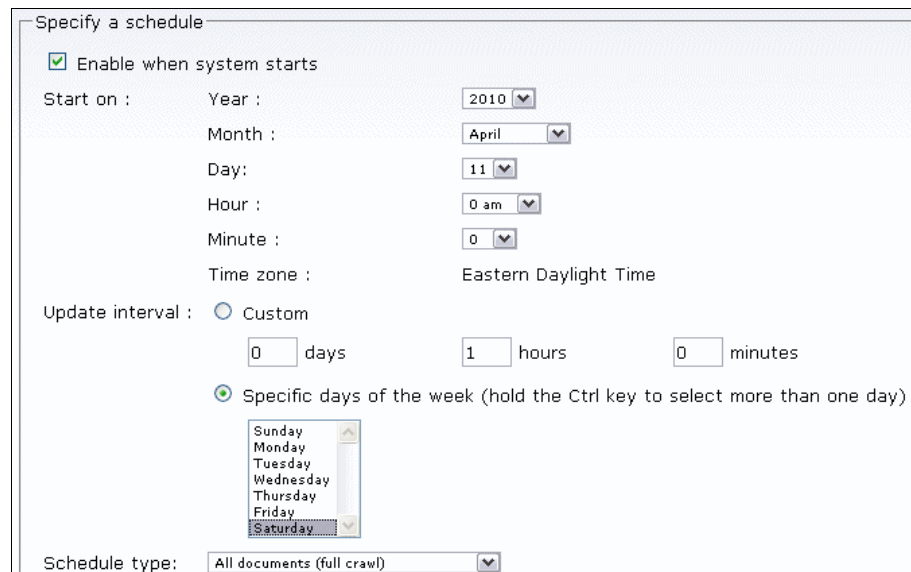 Specify a schedule
Enable when system starts
Start on : Year : 2010
Month : April
Day: 11
Hour : 0 am
Minute : 0
Time zone : Eastern Daylight Time
Update interval : Custom
0 days 1 hours 0 minutes
Specific days of the week (hold the Ctrl key to select more than one day)
Sunday
Monday
Tuesday
Wednesday
Thursday
Friday
Saturday
Schedule type: All documents (full crawl)